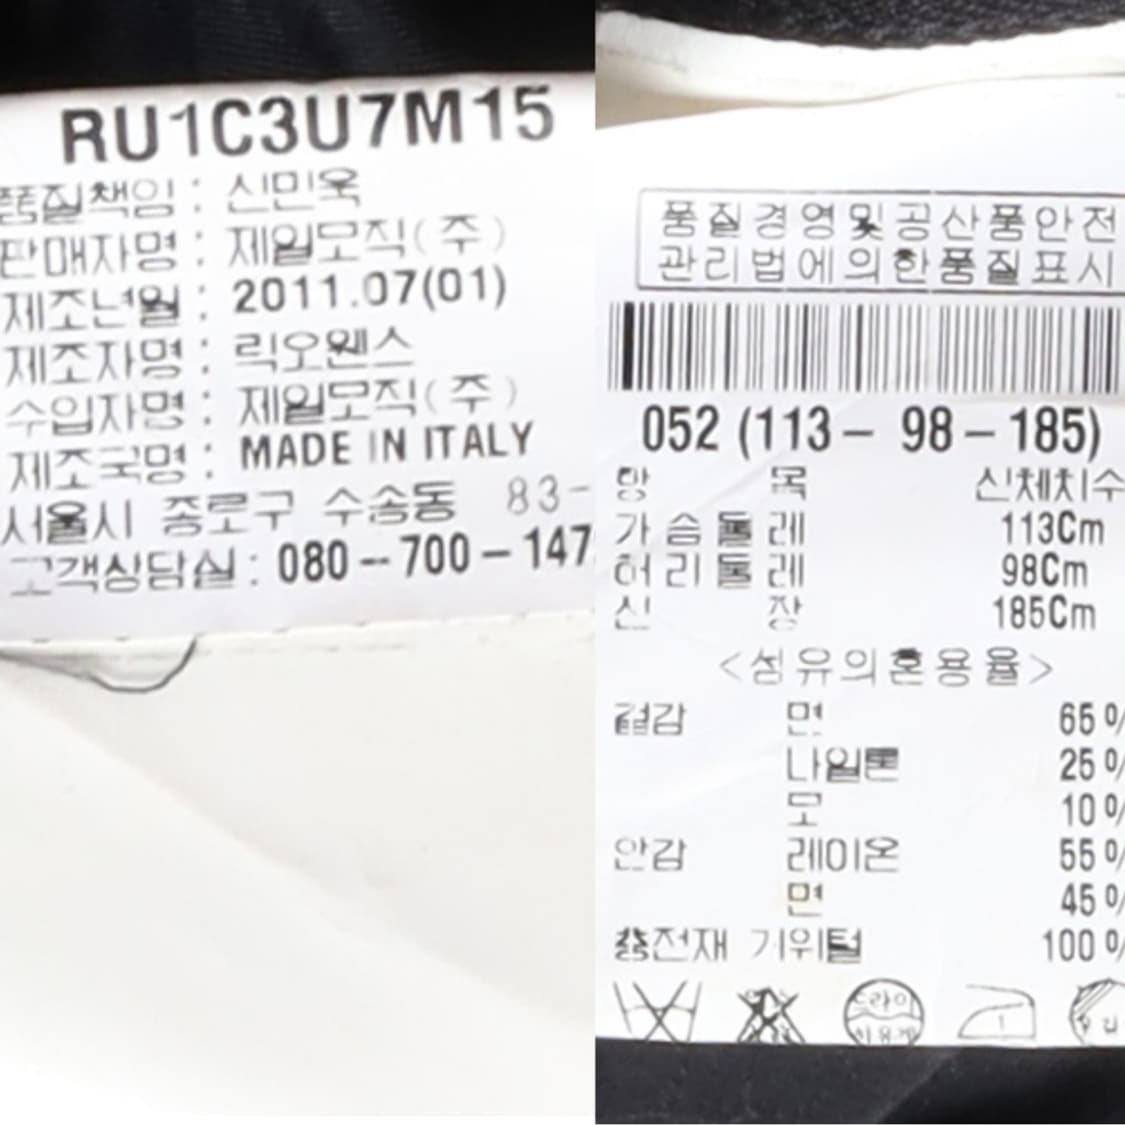 RU1C3U7M15
품질책임 : 신민욱
판매자명 : 제일모직(주)
제조년월 : 2011.07(01)
제조자명 : 릭오웬스
수입자명 : 제일모직(주)
제조국명 : MADE IN ITALY
서울시 종로구 수송동 83-
고객상담실 : 080-700-147
품질경영및공산품안전
관리법에의한품질표시
052 (113 - 98 - 185)
항 목 신체치수
가슴둘레 113Cm
허리둘레 98Cm
신 장 185Cm
<섬유의혼용율>
겉감 면 65%
나일론 25%
모 10%
안감 레이온 55%
면 45%
충전재 거위털 100%
드라이